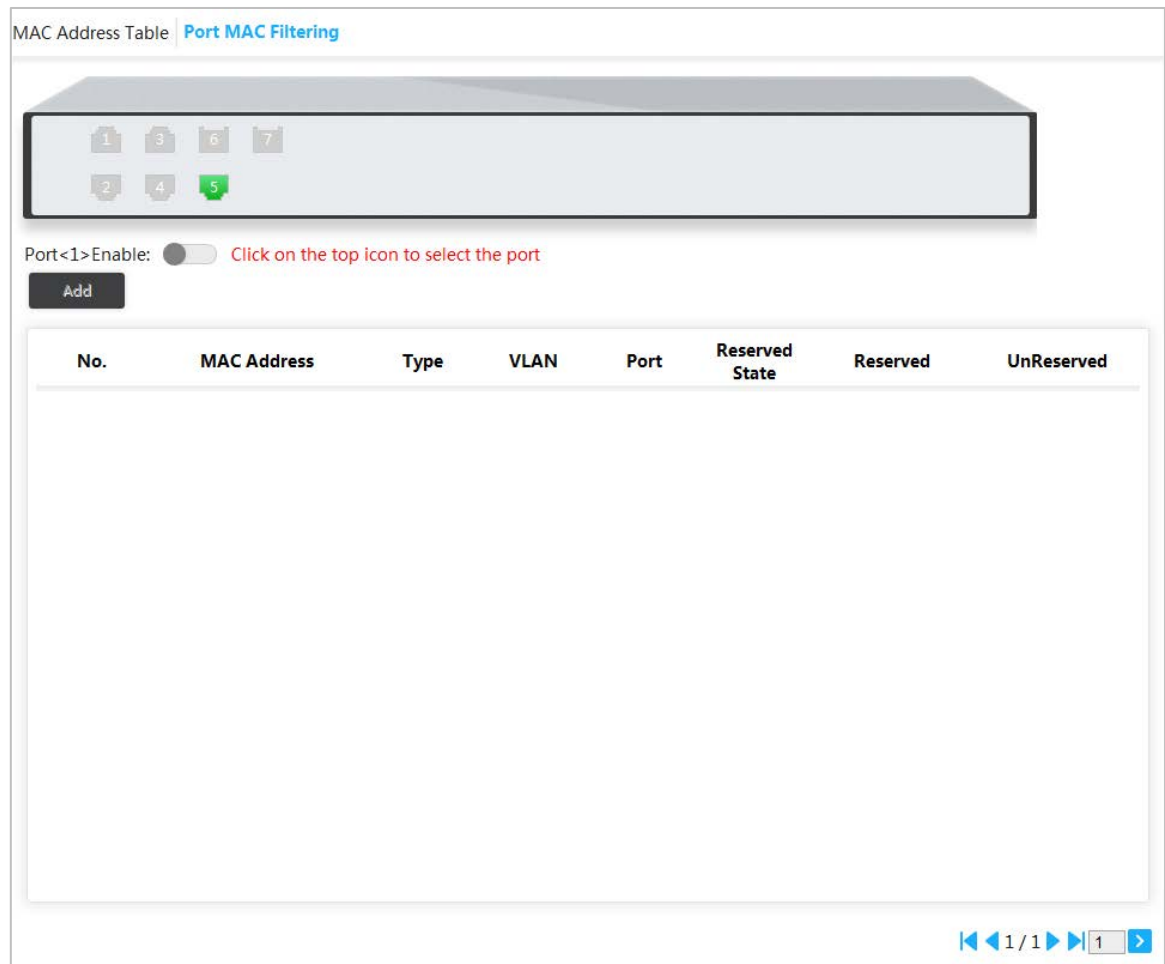 MAC Address Table Port MAC Filtering
1 3 6 7
2 4 5
Port<1>Enable: Click on the top icon to select the port
Add
No. MAC Address Type VLAN Port Reserved State Reserved UnReserved
1 / 1 1